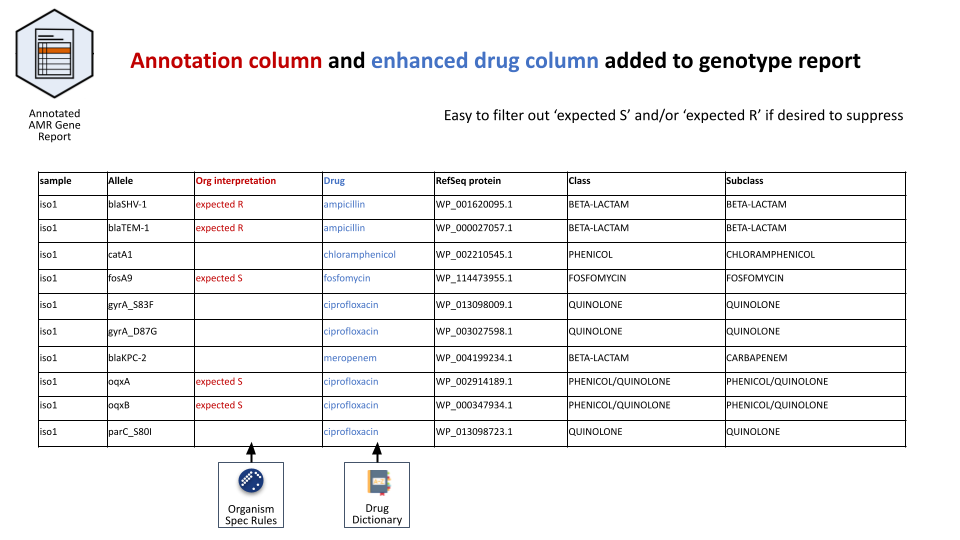 Annotation column and enhanced drug column added to genotype report
Annotated
AMR Gene
Report
Easy to filter out ‘expected S’ and/or ‘expected R’ if desired to suppress
sample Allele Org interpretation Drug RefSeq protein Class Subclass
iso1 blaSHV-1 expected R ampicillin WP_001620095.1 BETA-LACTAM BETA-LACTAM
iso1 blaTEM-1 expected R ampicillin WP_000027057.1 BETA-LACTAM BETA-LACTAM
iso1 catA1 chloramphenicol WP_002210545.1 PHENICOL CHLORAMPHENICOL
iso1 fosA9 expected S fosfomycin WP_114473955.1 FOSFOMYCIN FOSFOMYCIN
iso1 gyrA_S83F ciprofloxacin WP_013098009.1 QUINOLONE QUINOLONE
iso1 gyrA_D87G ciprofloxacin WP_003027598.1 QUINOLONE QUINOLONE
iso1 blaKPC-2 meropenem WP_004199234.1 BETA-LACTAM CARBAPENEM
iso1 oqxA expected S ciprofloxacin WP_002914189.1 PHENICOL/QUINOLONE PHENICOL/QUINOLONE
iso1 oqxB expected S ciprofloxacin WP_000347934.1 PHENICOL/QUINOLONE PHENICOL/QUINOLONE
iso1 parC_S80I ciprofloxacin WP_013098723.1 QUINOLONE QUINOLONE
Organism
Spec Rules
Drug
Dictionary